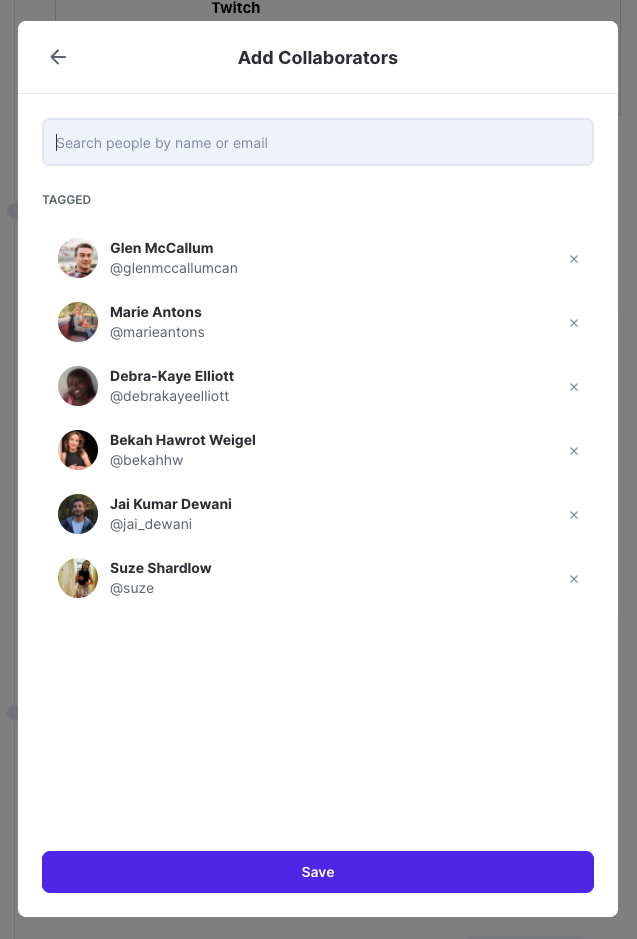 Twitch
Add Collaborators
Search people by name or email
TAGGED
Glen McCallum
@glenmccallumcan
Marie Antons
@marieantons
Debra-Kaye Elliott
@debrakayeelliott
Bekah Hawrot Weigel
@bekahhw
Jai Kumar Dewani
@jai_dewani
Suze Shardlow
@suze
Save